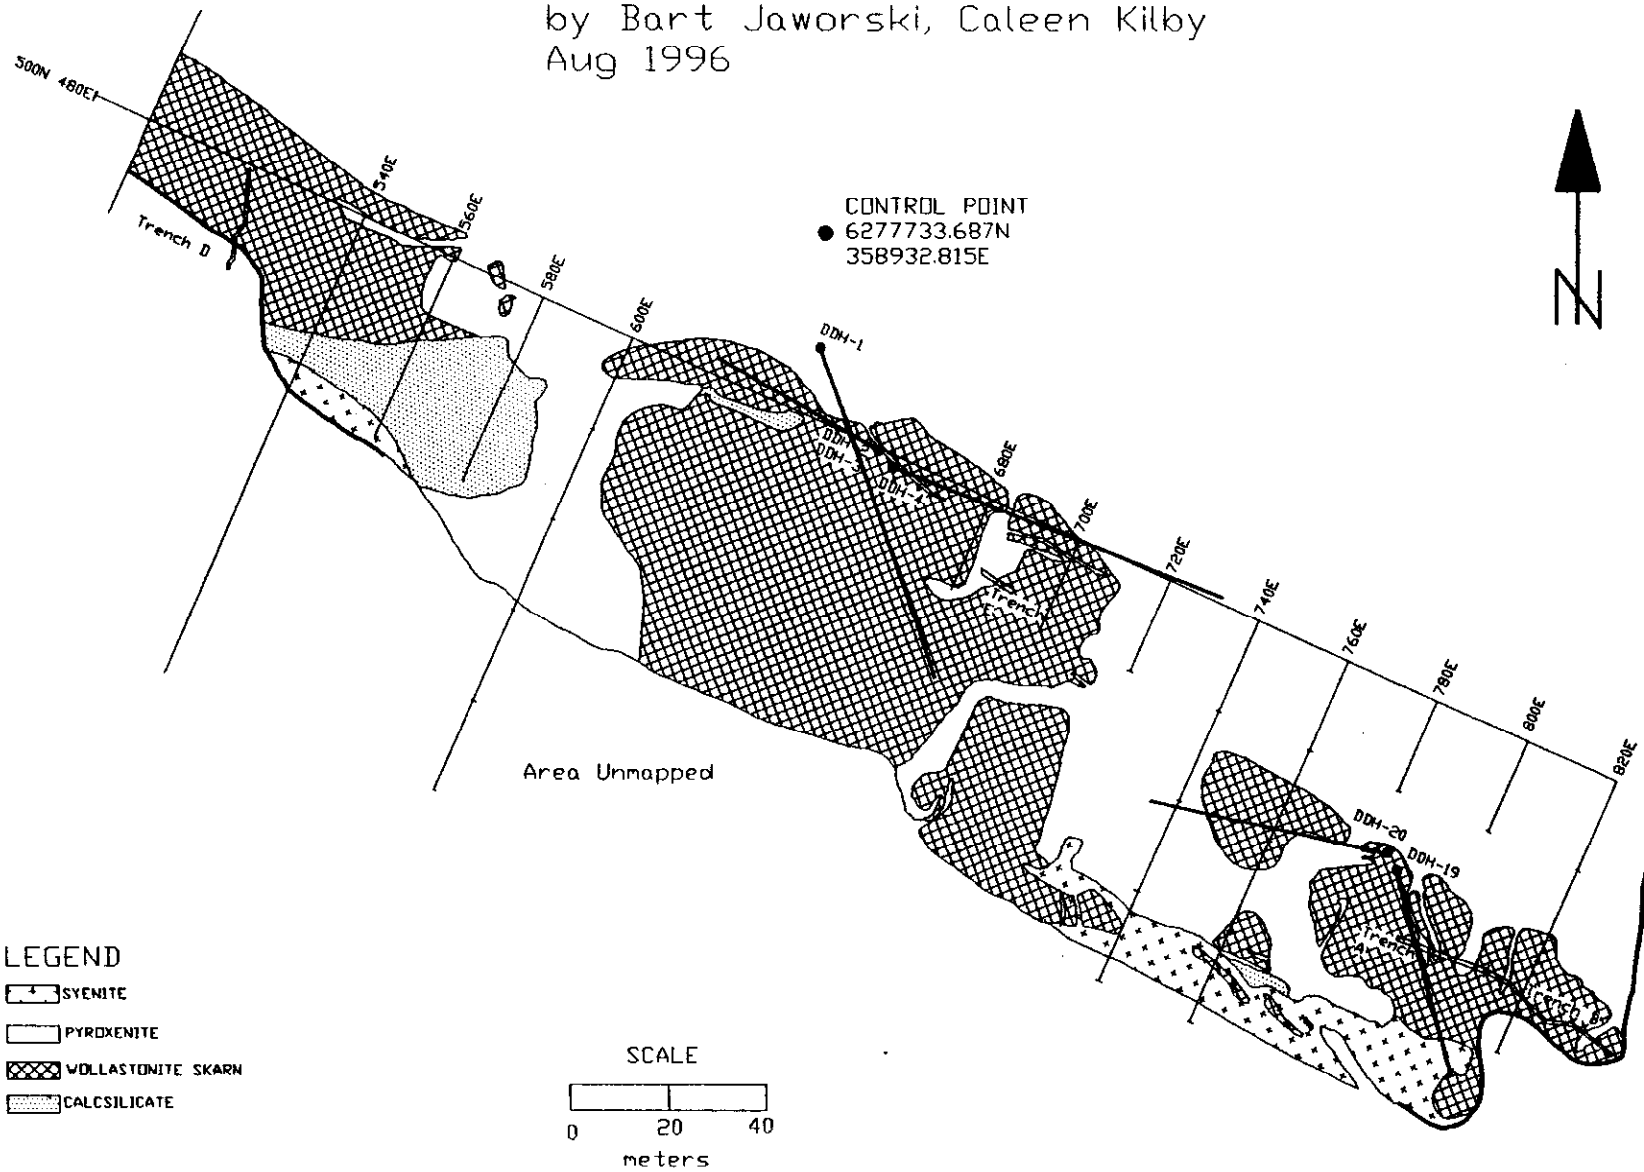 by Bart Jaworski, Caleen Kilby
Aug 1996
500N 480E
540E
560E
580E
600E
680E
700E
720E
740E
760E
780E
800E
820E
Trench D
CONTROL POINT
6277733.687N
358932.815E
N
DDH-1
DDH-
DDH-3
DDH-4
Trench
Area Unmapped
DDH-20
DDH-19
Trench
A
Trench B
LEGEND
SYENITE
PYROXENITE
WOLLASTONITE SKARN
CALCSILICATE
SCALE
0 20 40
meters